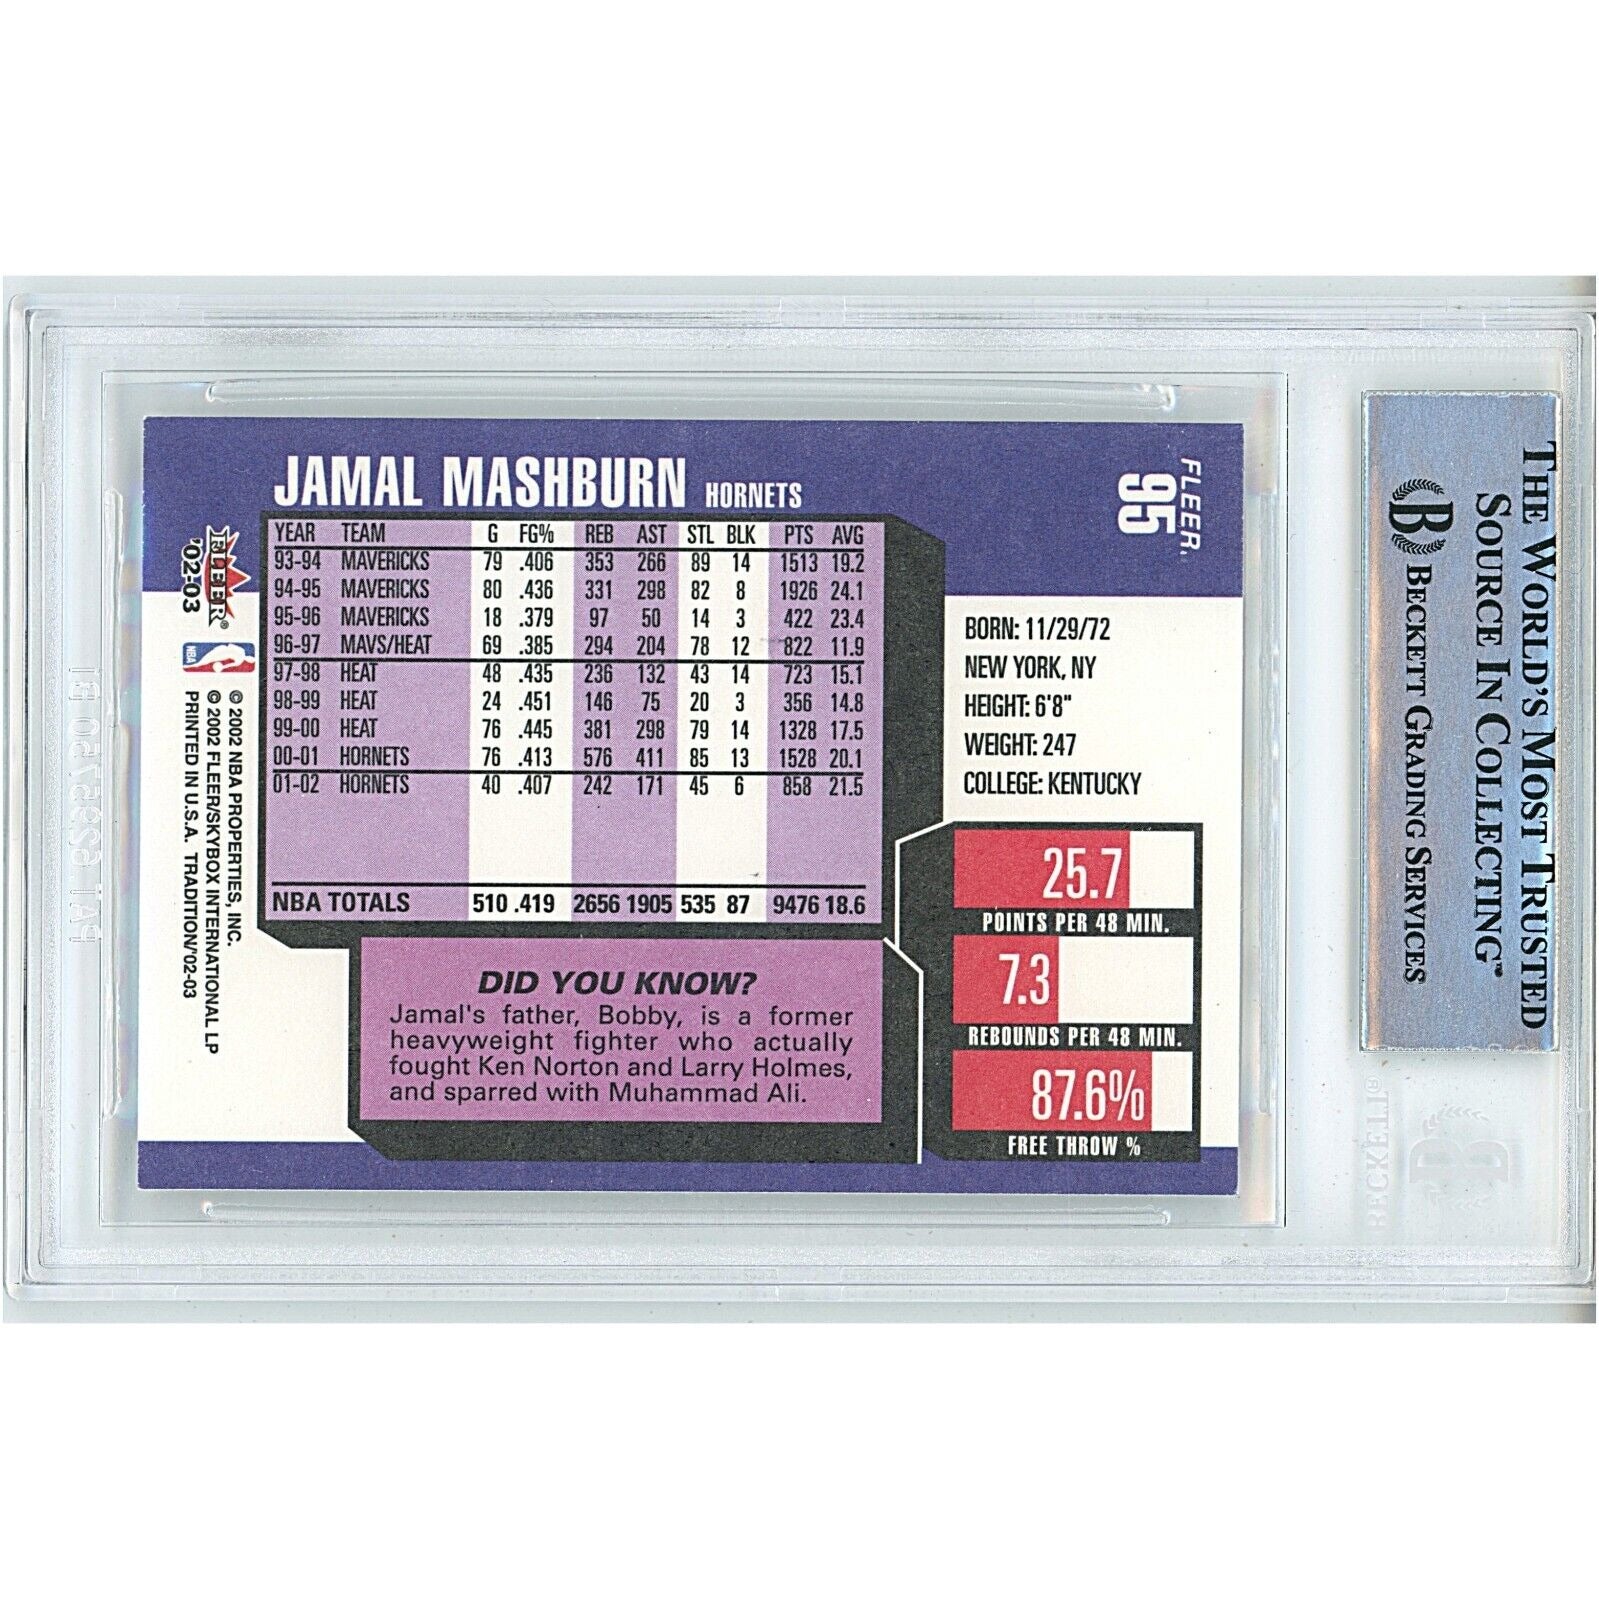 JAMAL MASHBURN HORNETS
FLEER.
95
YEAR TEAM G FG% REB AST STL BLK PTS AVG
93-94 MAVERICKS 79 .406 353 266 89 14 1513 19.2
94-95 MAVERICKS 80 .436 331 298 82 8 1926 24.1
95-96 MAVERICKS 18 .379 97 50 14 3 422 23.4
96-97 MAVS/HEAT 69 .385 294 204 78 12 822 11.9
97-98 HEAT 48 .435 236 132 43 14 723 15.1
98-99 HEAT 24 .451 146 75 20 3 356 14.8
99-00 HEAT 76 .445 381 298 79 14 1328 17.5
00-01 HORNETS 76 .413 576 411 85 13 1528 20.1
01-02 HORNETS 40 .407 242 171 45 6 858 21.5
NBA TOTALS 510 .419 2656 1905 535 87 9476 18.6
DID YOU KNOW?
Jamal's father, Bobby, is a former
heavyweight fighter who actually
fought Ken Norton and Larry Holmes,
and sparred with Muhammad Ali.
BORN: 11/29/72
NEW YORK, NY
HEIGHT: 6'8"
WEIGHT: 247
COLLEGE: KENTUCKY
25.7
POINTS PER 48 MIN.
7.3
REBOUNDS PER 48 MIN.
87.6%
FREE THROW %
FLEER®
'02-03
NBA
© 2002 NBA PROPERTIES, INC.
© 2002 FLEER/SKYBOX INTERNATIONAL LP
PRINTED IN U.S.A. TRADITION'02-03
THE WORLD'S MOST TRUSTED
SOURCE IN COLLECTING™
B BECKETT GRADING SERVICES
BECKETT®
B